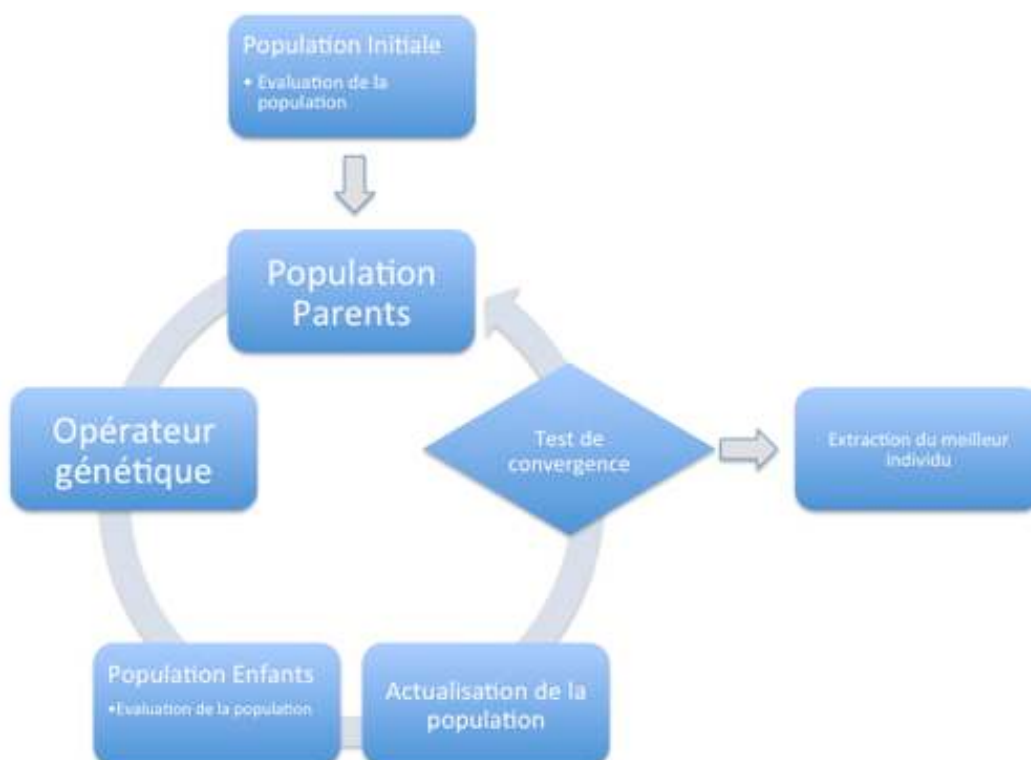 Population Initiale
• Evaluation de la
population
Population
Parents
Opérateur
génétique
Test de
convergence
Extraction du meilleur
individu
Population Enfants
•Evaluation de la population
Actualisation de la
population